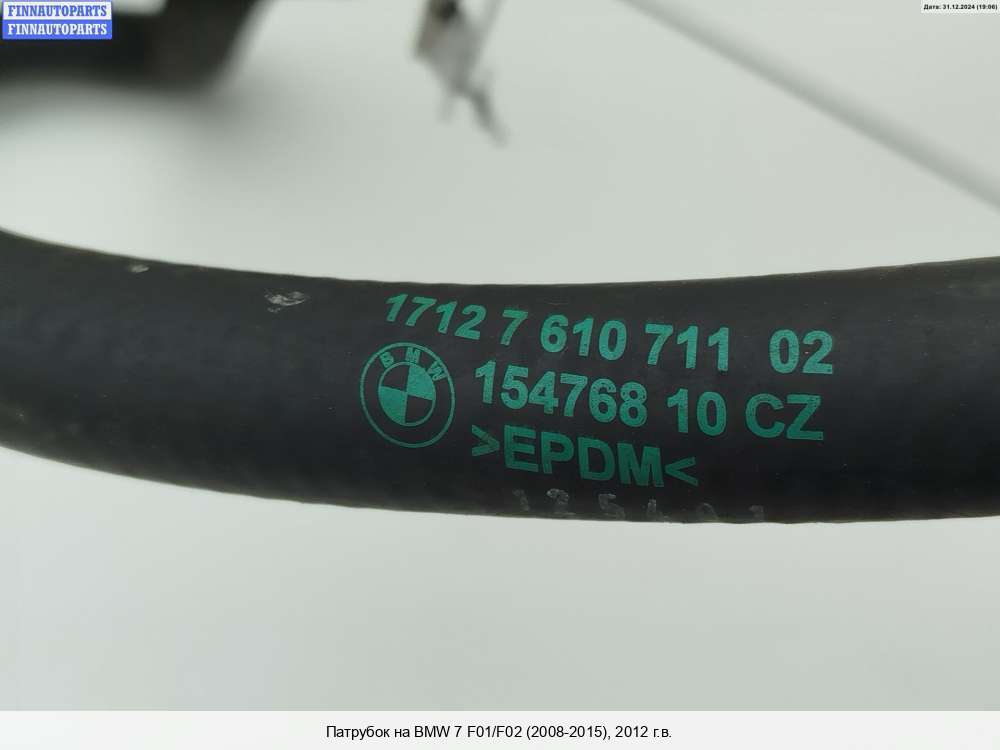 FINNAUTOPARTS
FINNAUTOPARTS
Дата: 31.12.2024 (19:06)
1712 7 610 711 02
BMW
154768 10 CZ
>EPDM<
Патрубок на BMW 7 F01/F02 (2008-2015), 2012 г.в.